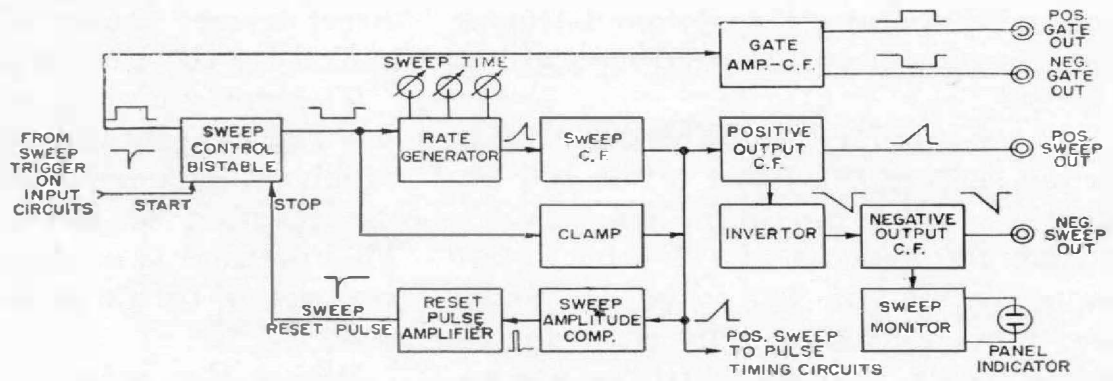 SWEEP TIME
GATE
AMP.-C.F.
POS.
GATE
OUT
NEG.
GATE
OUT
FROM
SWEEP
TRIGGER
ON
INPUT
CIRCUITS
START
SWEEP
CONTROL
BISTABLE
STOP
RATE
GENERATOR
SWEEP
C.F.
POSITIVE
OUTPUT
C.F.
POS.
SWEEP OUT
CLAMP
INVERTOR
NEGATIVE
OUTPUT
C.F.
NEG.
SWEEP
OUT
SWEEP
RESET PULSE
RESET
PULSE
AMPLIFIER
SWEEP
AMPLITUDE
COMP.
POS. SWEEP
TO PULSE
TIMING CIRCUITS
SWEEP
MONITOR
PANEL
INDICATOR